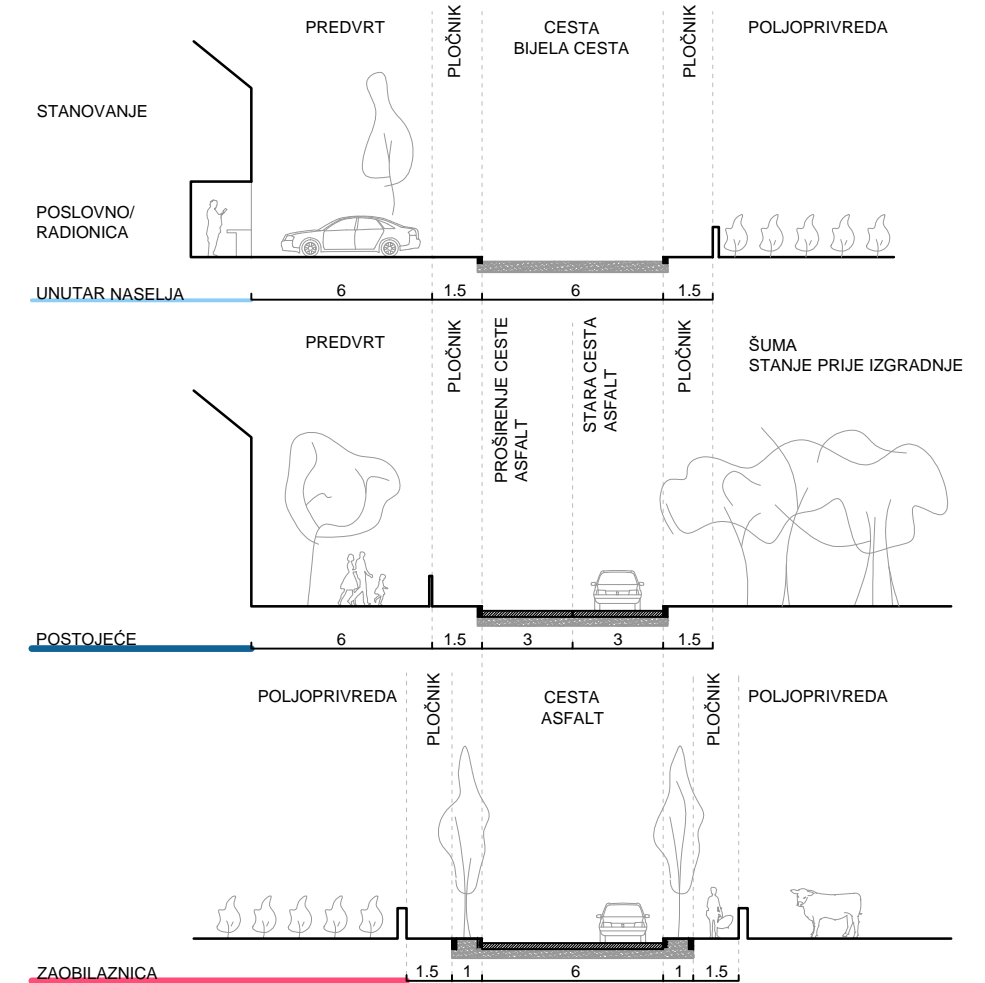 PREDVRT
PLOČNIK
CESTA
BIJELA CESTA
PLOČNIK
POLJOPRIVREDA
STANOVANJE
POSLOVNO/
RADIONICA
UNUTAR NASELJA
6
1.5
6
1.5
PREDVRT
PLOČNIK
PROŠIRENJE CESTE
ASFALT
STARA CESTA
ASFALT
PLOČNIK
ŠUMA
STANJE PRIJE IZGRADNJE
POSTOJEĆE
6
1.5
3
3
1.5
POLJOPRIVREDA
PLOČNIK
CESTA
ASFALT
PLOČNIK
POLJOPRIVREDA
ZAOBILAZNICA
1.5
1
6
1
1.5